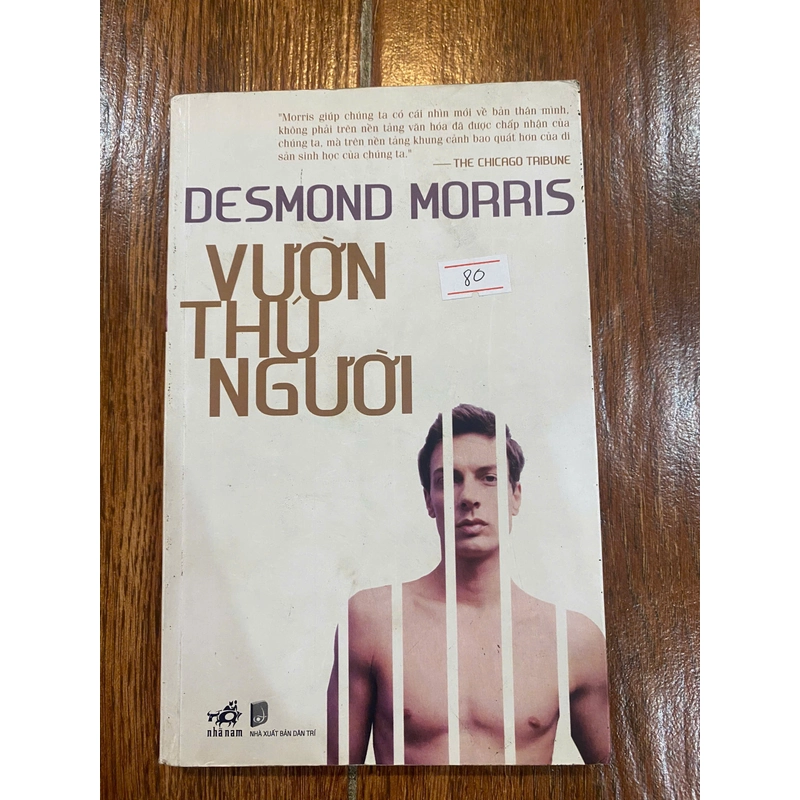 "Morris giúp chúng ta có cái nhìn mới về bản thân mình,
không phải trên nền tảng văn hóa đã được chấp nhận của
chúng ta, mà trên nền tảng khung cảnh bao quát hơn của di
sản sinh học của chúng ta."
— THE CHICAGO TRIBUNE
DESMOND MORRIS
VƯỜN
80
THÚ
NGƯỜI
nhã nam
NHÀ XUẤT BẢN DÂN TRÍ